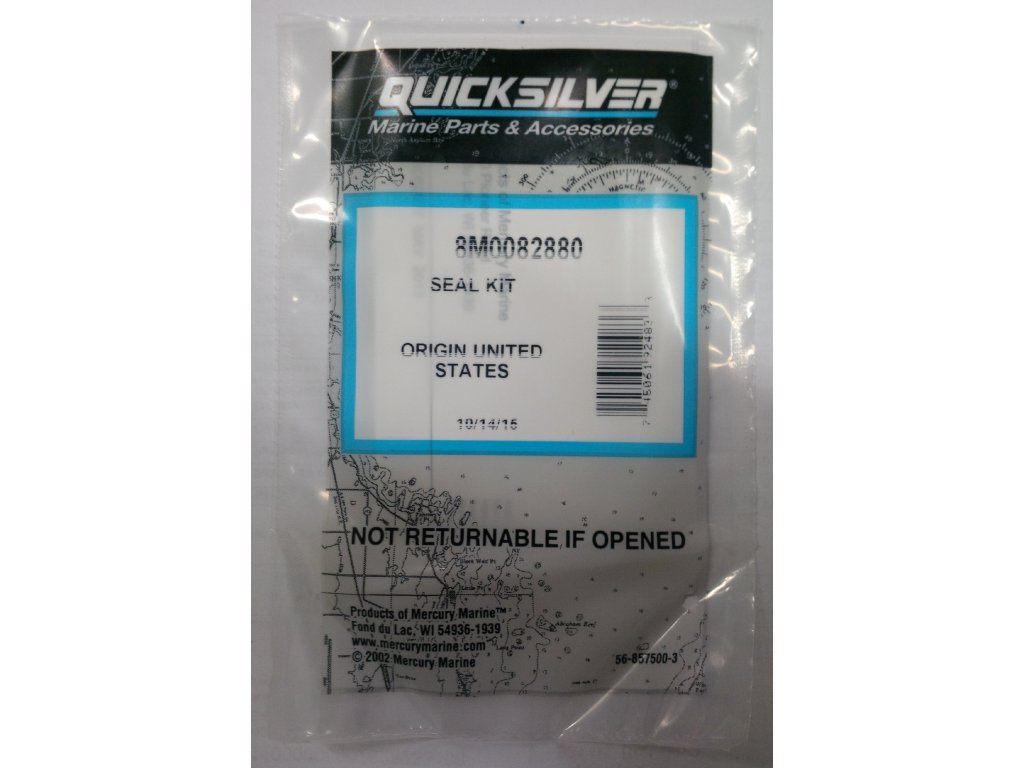 QUICKSILVER®
Marine Parts & Accessories
MAGNETIC
8M0082880
SEAL KIT
ORIGIN UNITED
STATES
10/14/15
NOT RETURNABLE IF OPENED
Products of Mercury Marine™
Fond du Lac, WI 54936-1939
www.mercurymarine.com
© 2002 Mercury Marine
56-857500-3